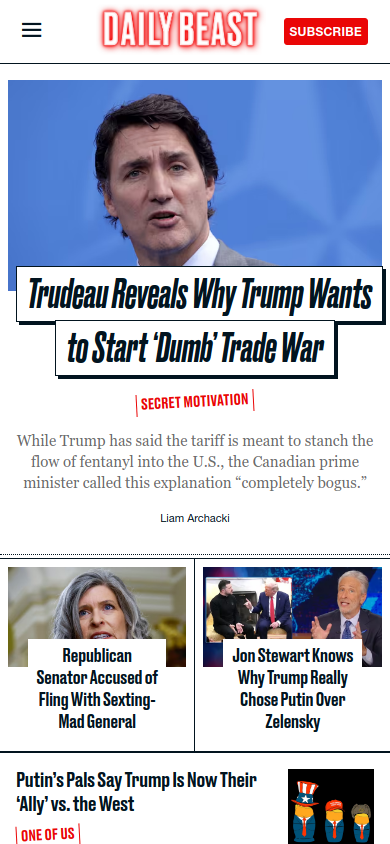 DAILY BEAST
SUBSCRIBE
Trudeau Reveals Why Trump Wants
to Start ‘Dumb’ Trade War
SECRET MOTIVATION
While Trump has said the tariff is meant to stanch the
flow of fentanyl into the U.S., the Canadian prime
minister called this explanation “completely bogus.”
Liam Archacki
Republican
Senator Accused of
Fling With Sexting-
Mad General
Jon Stewart Knows
Why Trump Really
Chose Putin Over
Zelensky
Putin’s Pals Say Trump Is Now Their
‘Ally’ vs. the West
ONE OF US